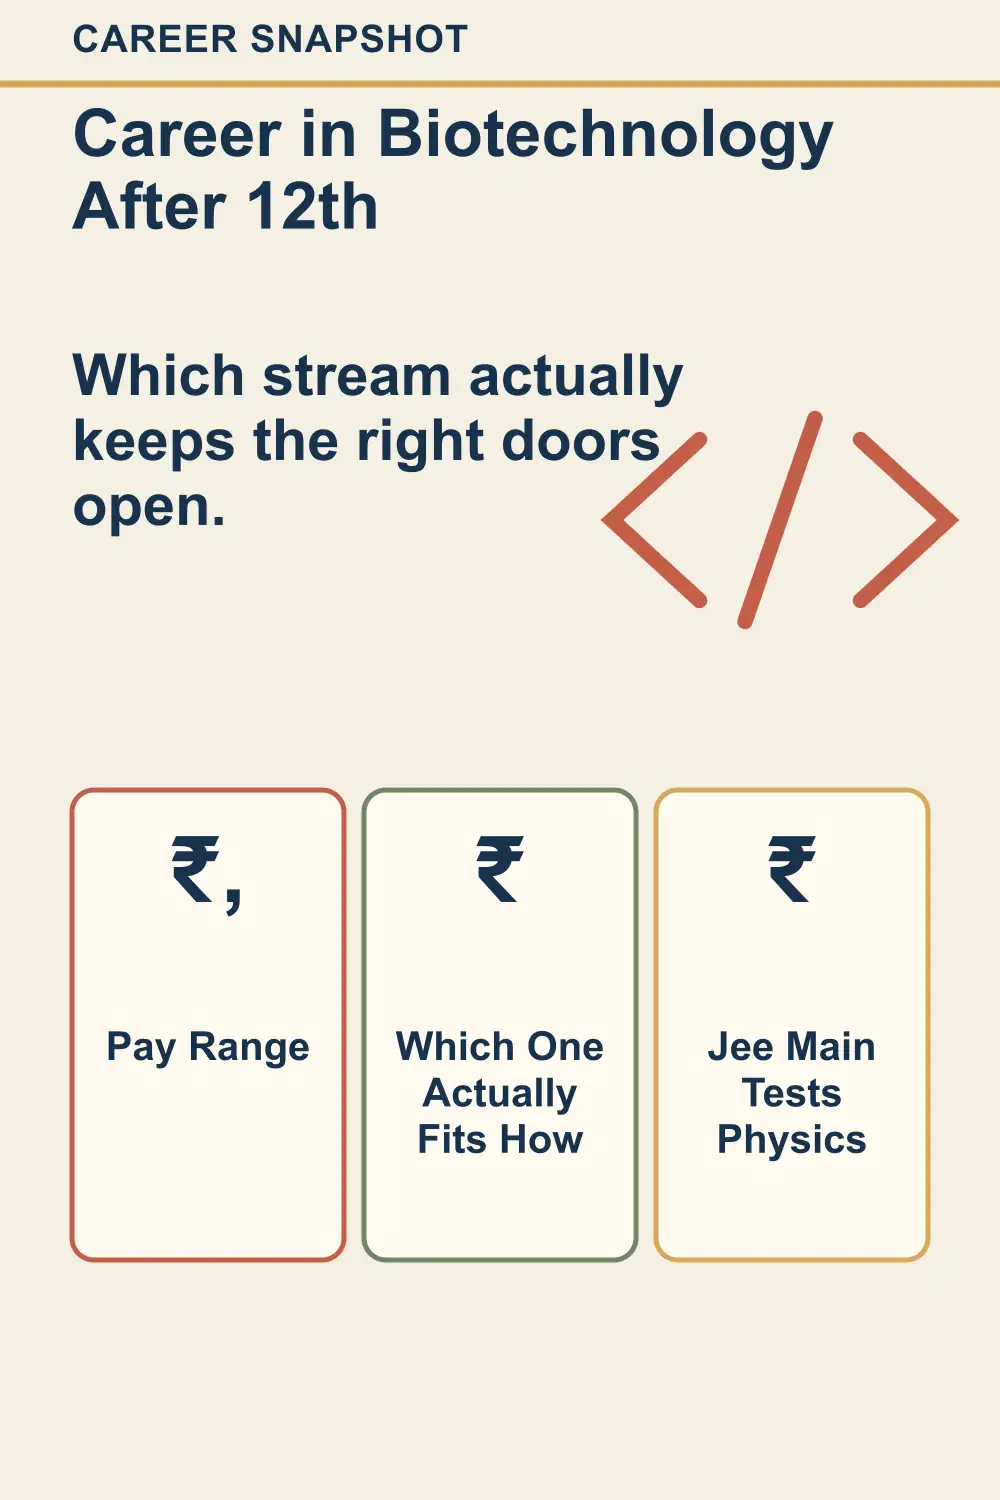 CAREER SNAPSHOT
Career in Biotechnology
After 12th
Which stream actually
keeps the right doors
open.
</>
₹,
Pay Range
₹
Which One
Actually
Fits How
₹
Jee Main
Tests
Physics